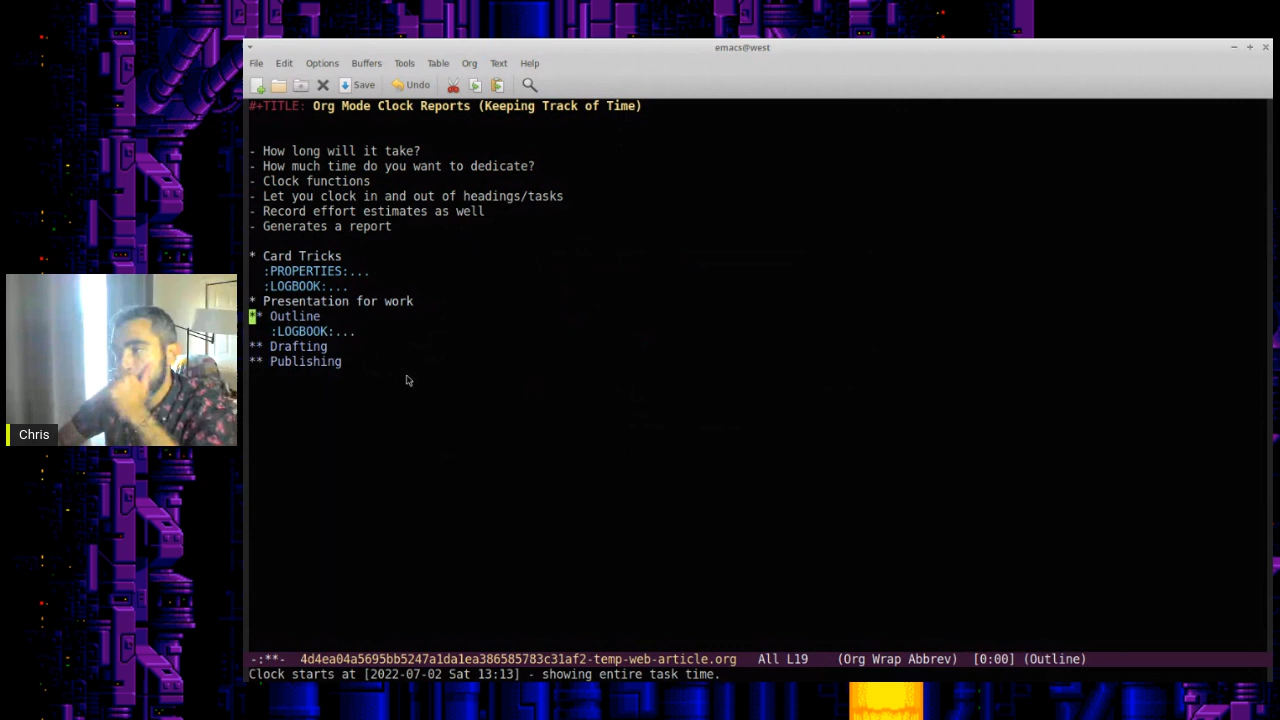 emacs@west
File Edit Options Buffers Tools Table Org Text Help
Save Undo
#+TITLE: Org Mode Clock Reports (Keeping Track of Time)
- How long will it take?
- How much time do you want to dedicate?
- Clock functions
- Let you clock in and out of headings/tasks
- Record effort estimates as well
- Generates a report
* Card Tricks
:PROPERTIES:...
:LOGBOOK:...
* Presentation for work
** Outline
:LOGBOOK:...
** Drafting
** Publishing
Chris
-:**- 4d4ea04a5695bb5247a1da1ea386585783c31af2-temp-web-article.org All L19 (Org Wrap Abbrev) [0:00] (Outline)
Clock starts at [2022-07-02 Sat 13:13] - showing entire task time.